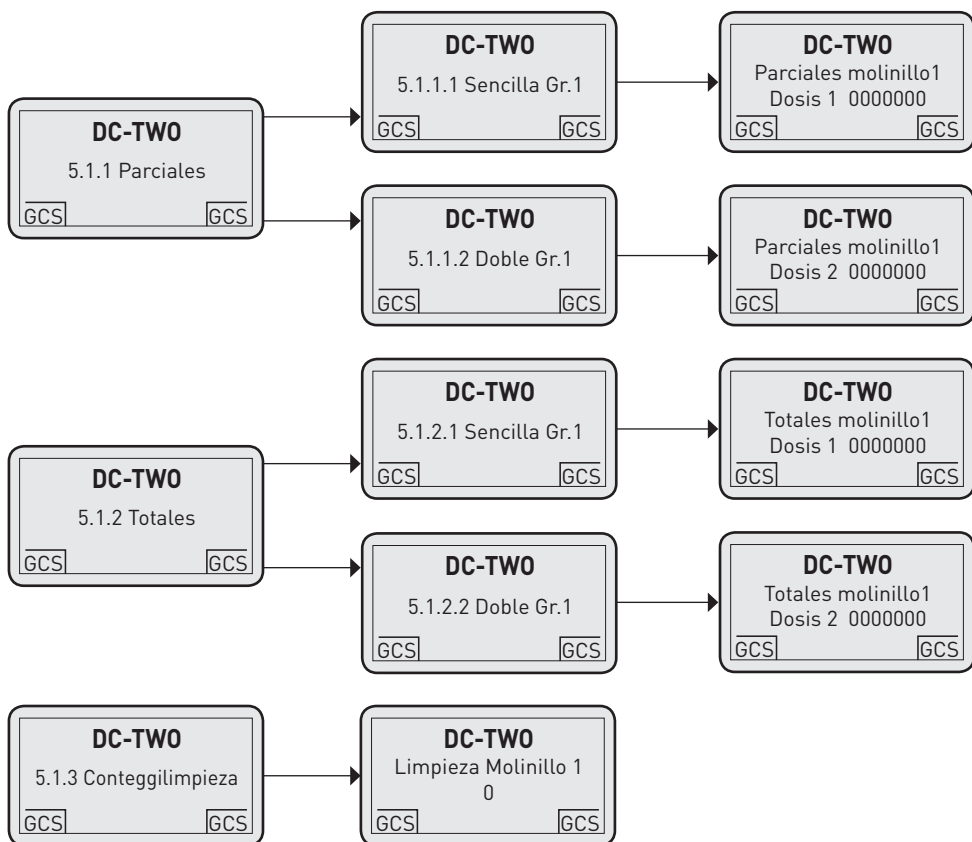 DC-TWO
5.1.1 Parciales
GCS GCS
DC-TWO
5.1.1.1 Sencilla Gr.1
GCS GCS
DC-TWO
Parciales molinillo1
Dosis 1 0000000
GCS GCS
DC-TWO
5.1.1.2 Doble Gr.1
GCS GCS
DC-TWO
Parciales molinillo1
Dosis 2 0000000
GCS GCS
DC-TWO
5.1.2 Totales
GCS GCS
DC-TWO
5.1.2.1 Sencilla Gr.1
GCS GCS
DC-TWO
Totales molinillo1
Dosis 1 0000000
GCS GCS
DC-TWO
5.1.2.2 Doble Gr.1
GCS GCS
DC-TWO
Totales molinillo1
Dosis 2 0000000
GCS GCS
DC-TWO
5.1.3 Conteggilimpieza
GCS GCS
DC-TWO
Limpieza Molinillo 1
0
GCS GCS